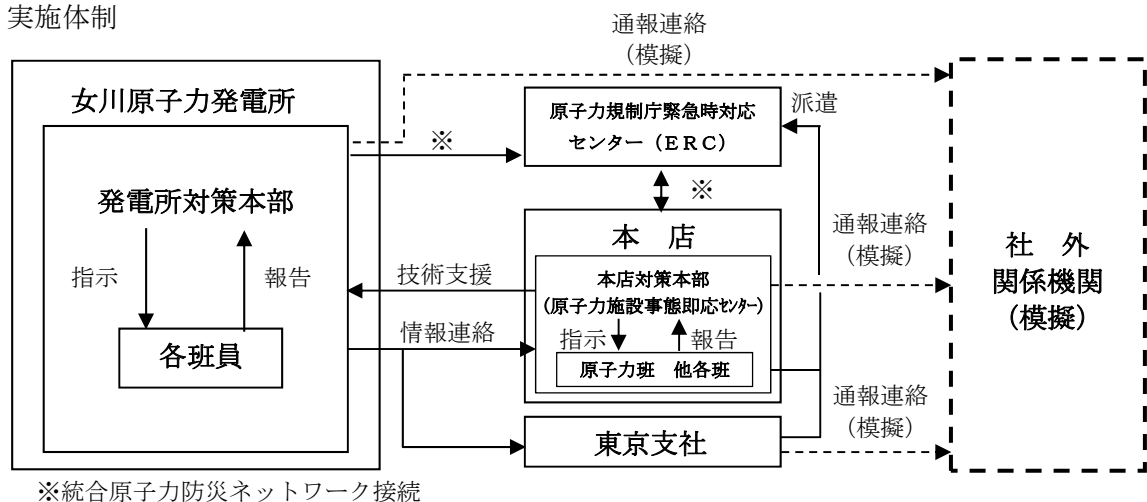 実施体制
通報連絡
（模擬）
女川原子力発電所
原子力規制庁緊急時対応
センター（ＥＲＣ）
派遣
※
発電所対策本部
※
本　店
通報連絡
（模擬）
社　外
関係機関
（模擬）
指示
報告
技術支援
本店対策本部
(原子力施設事態即応ｾﾝﾀｰ)
指示
報告
情報連絡
各班員
原子力班　他各班
東京支社
通報連絡
（模擬）
※統合原子力防災ネットワーク接続